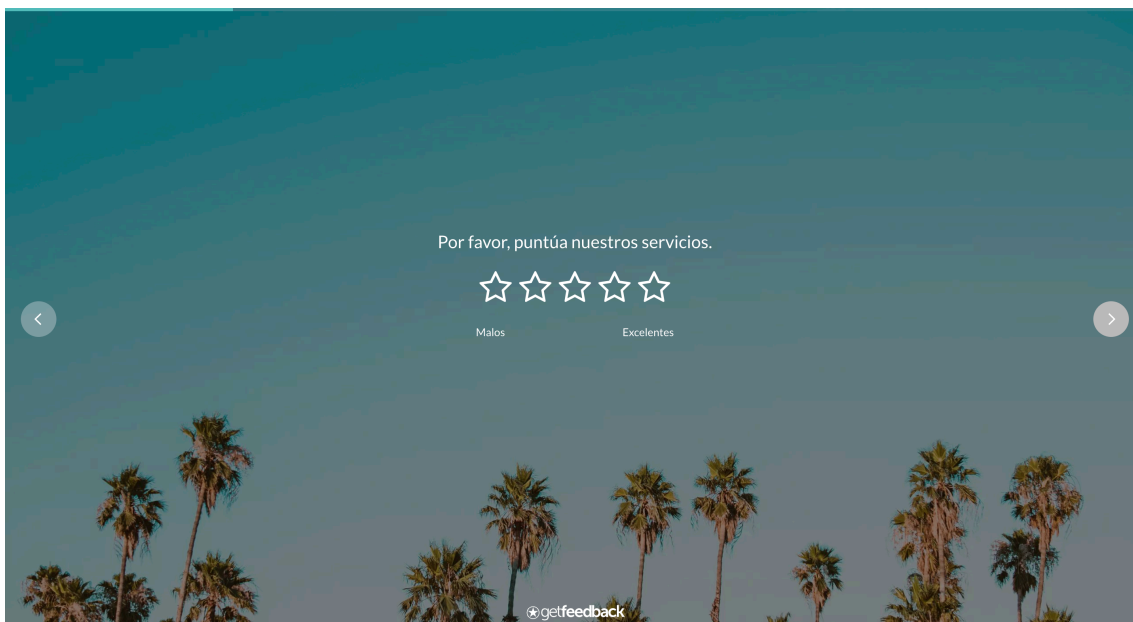 Por favor, puntúa nuestros servicios.
Malos Excelentes
getfeedback